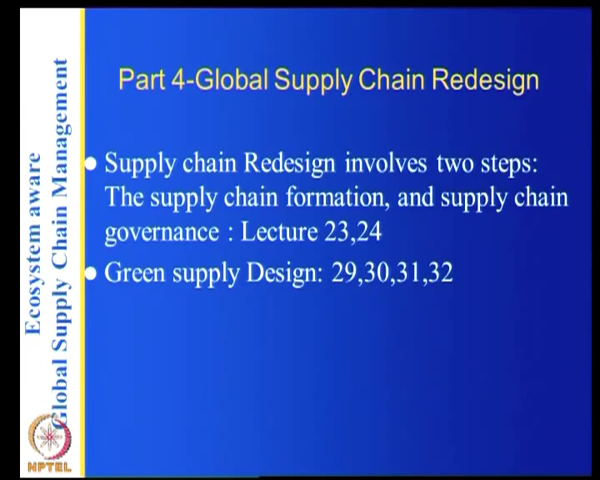 Part 4-Global Supply Chain Redesign
Supply chain Redesign involves two steps:
The supply chain formation, and supply chain
governance : Lecture 23,24
Green supply Design: 29,30,31,32
Ecosystem aware
Global Supply Chain Management
NPTEL